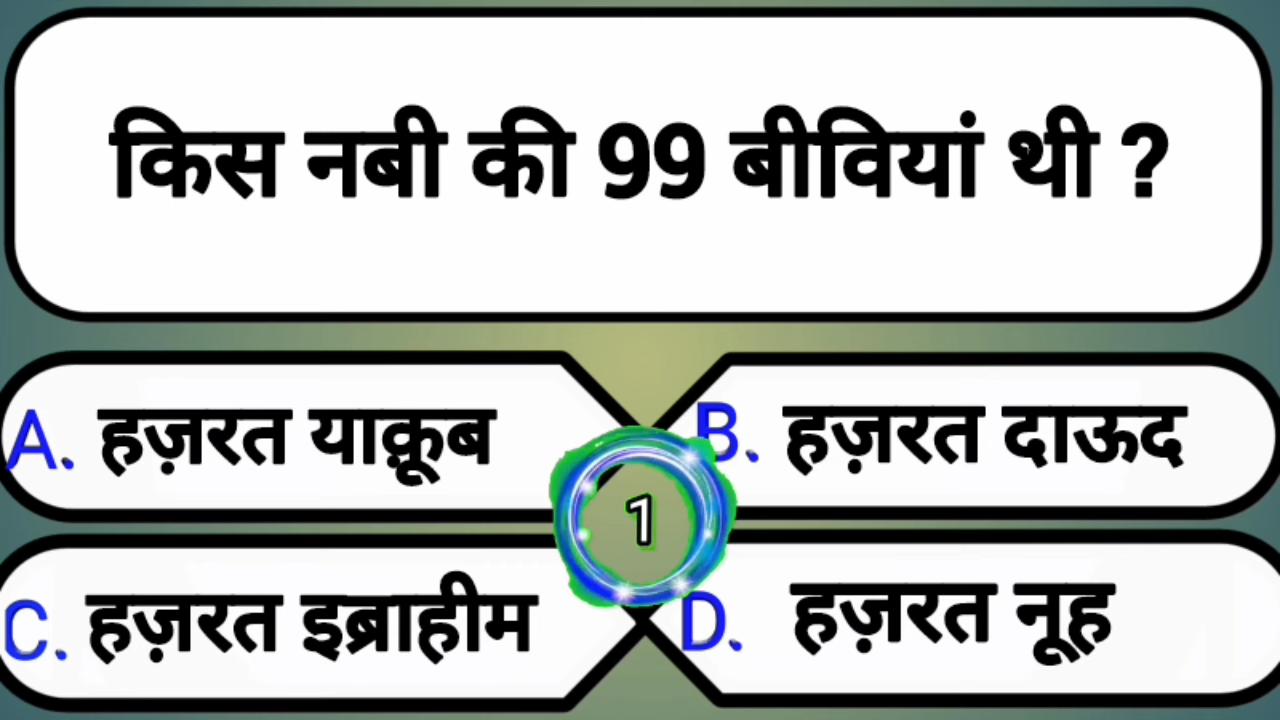 किस नबी की 99 बीवियां थी ?
A. हज़रत याक़ूब
B. हज़रत दाऊद
1
C. हज़रत इब्राहीम
D. हज़रत नूह